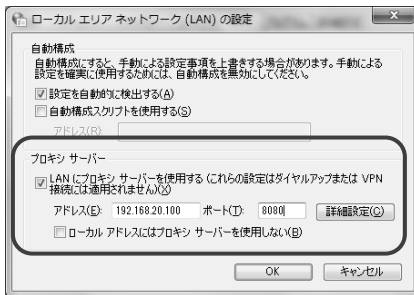 ローカル エリア ネットワーク (LAN) の設定
自動構成
自動構成にすると、手動による設定事項を上書きする場合があります。手動による
設定を確実に使用するためには、自動構成を無効にしてください。
設定を自動的に検出する(A)
自動構成スクリプトを使用する(S)
アドレス(R):
プロキシ サーバー
LAN にプロキシ サーバーを使用する (これらの設定はダイヤルアップまたは VPN
接続には適用されません)(X)
アドレス(E): 192.168.20.100 ポート(T): 8080 詳細設定(C)
ローカル アドレスにはプロキシ サーバーを使用しない(B)
OK キャンセル